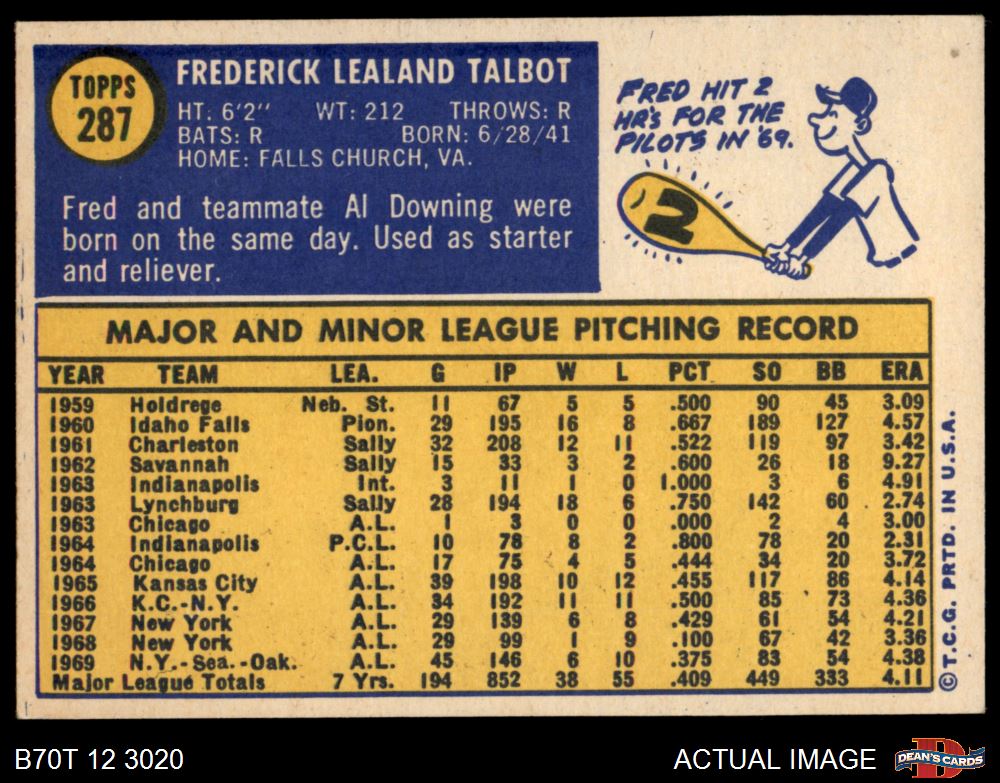 TOPPS
287
FREDERICK LEALAND TALBOT
HT: 6'2" WT: 212 THROWS: R
BATS: R BORN: 6/28/41
HOME: FALLS CHURCH, VA.
Fred and teammate Al Downing were
born on the same day. Used as starter
and reliever.
FRED HIT 2
HR'S FOR THE
PILOTS IN '69.
2
MAJOR AND MINOR LEAGUE PITCHING RECORD
YEAR TEAM LEA. G IP W L PCT SO BB ERA
1959 Holdrege Neb. St. 11 67 5 5 .500 90 45 3.09
1960 Idaho Falls Pion. 29 195 16 8 .667 189 127 4.57
1961 Charleston Sally 32 208 12 11 .522 119 97 3.42
1962 Savannah Sally 15 33 3 2 .600 26 18 9.27
1963 Indianapolis Int. 3 11 1 0 1.000 3 6 4.91
1963 Lynchburg Sally 28 194 18 6 .750 142 60 2.74
1963 Chicago A.L. 1 3 0 0 .000 2 4 3.00
1964 Indianapolis P.C.L. 10 78 8 2 .800 78 20 2.31
1964 Chicago A.L. 17 75 4 5 .444 34 20 3.72
1965 Kansas City A.L. 39 198 10 12 .455 117 86 4.14
1966 K.C.-N.Y. A.L. 34 192 11 11 .500 85 73 4.36
1967 New York A.L. 29 139 6 8 .429 61 54 4.21
1968 New York A.L. 29 99 1 9 .100 67 42 3.36
1969 N.Y.-Sea.-Oak. A.L. 45 146 6 10 .375 83 54 4.38
Major League Totals 7 Yrs. 194 852 38 55 .409 449 333 4.11
© T.C.G. PRTD. IN U.S.A.
B70T 12 3020
ACTUAL IMAGE
D
DEAN'S CARDS